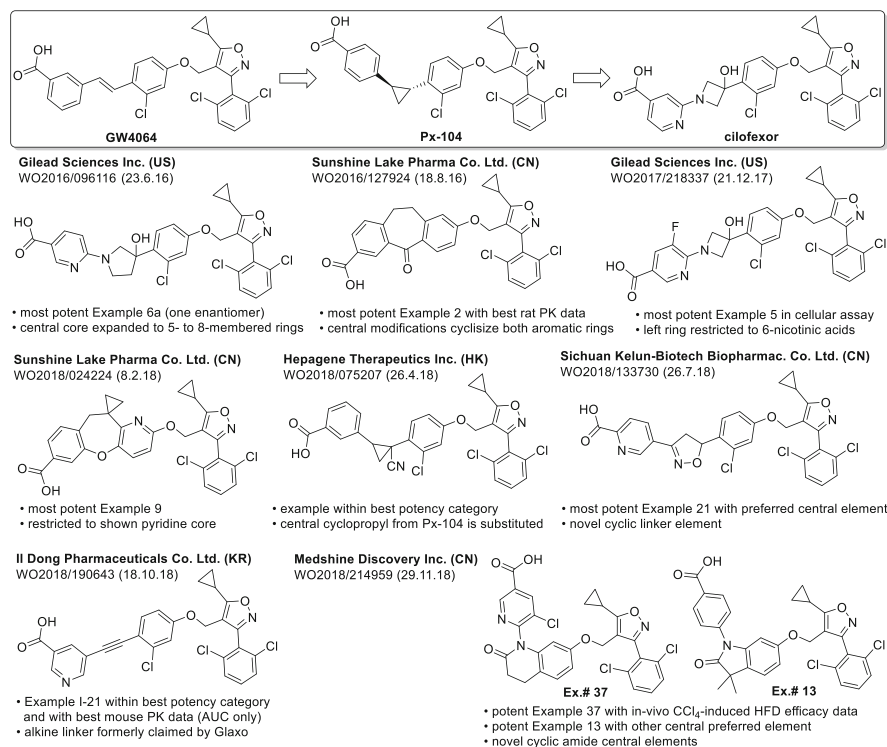 GW4064
Px-104
cilofexor
Gilead Sciences Inc. (US)
WO2016/096116 (23.6.16)
• most potent Example 6a (one enantiomer)
• central core expanded to 5- to 8-membered rings
Sunshine Lake Pharma Co. Ltd. (CN)
WO2016/127924 (18.8.16)
• most potent Example 2 with best rat PK data
• central modifications cyclisize both aromatic rings
Gilead Sciences Inc. (US)
WO2017/218337 (21.12.17)
• most potent Example 5 in cellular assay
• left ring restricted to 6-nicotinic acids
Sunshine Lake Pharma Co. Ltd. (CN)
WO2018/024224 (8.2.18)
• most potent Example 9
• restricted to shown pyridine core
Hepagene Therapeutics Inc. (HK)
WO2018/075207 (26.4.18)
• example within best potency category
• central cyclopropyl from Px-104 is substituted
Sichuan Kelun-Biotech Biopharmac. Co. Ltd. (CN)
WO2018/133730 (26.7.18)
• most potent Example 21 with preferred central element
• novel cyclic linker element
Il Dong Pharmaceuticals Co. Ltd. (KR)
WO2018/190643 (18.10.18)
• Example I-21 within best potency category
and with best mouse PK data (AUC only)
• alkine linker formerly claimed by Glaxo
Medshine Discovery Inc. (CN)
WO2018/214959 (29.11.18)
Ex.# 37
Ex.# 13
• potent Example 37 with in-vivo CCl₄-induced HFD efficacy data
• potent Example 13 with other central preferred element
• novel cyclic amide central elements